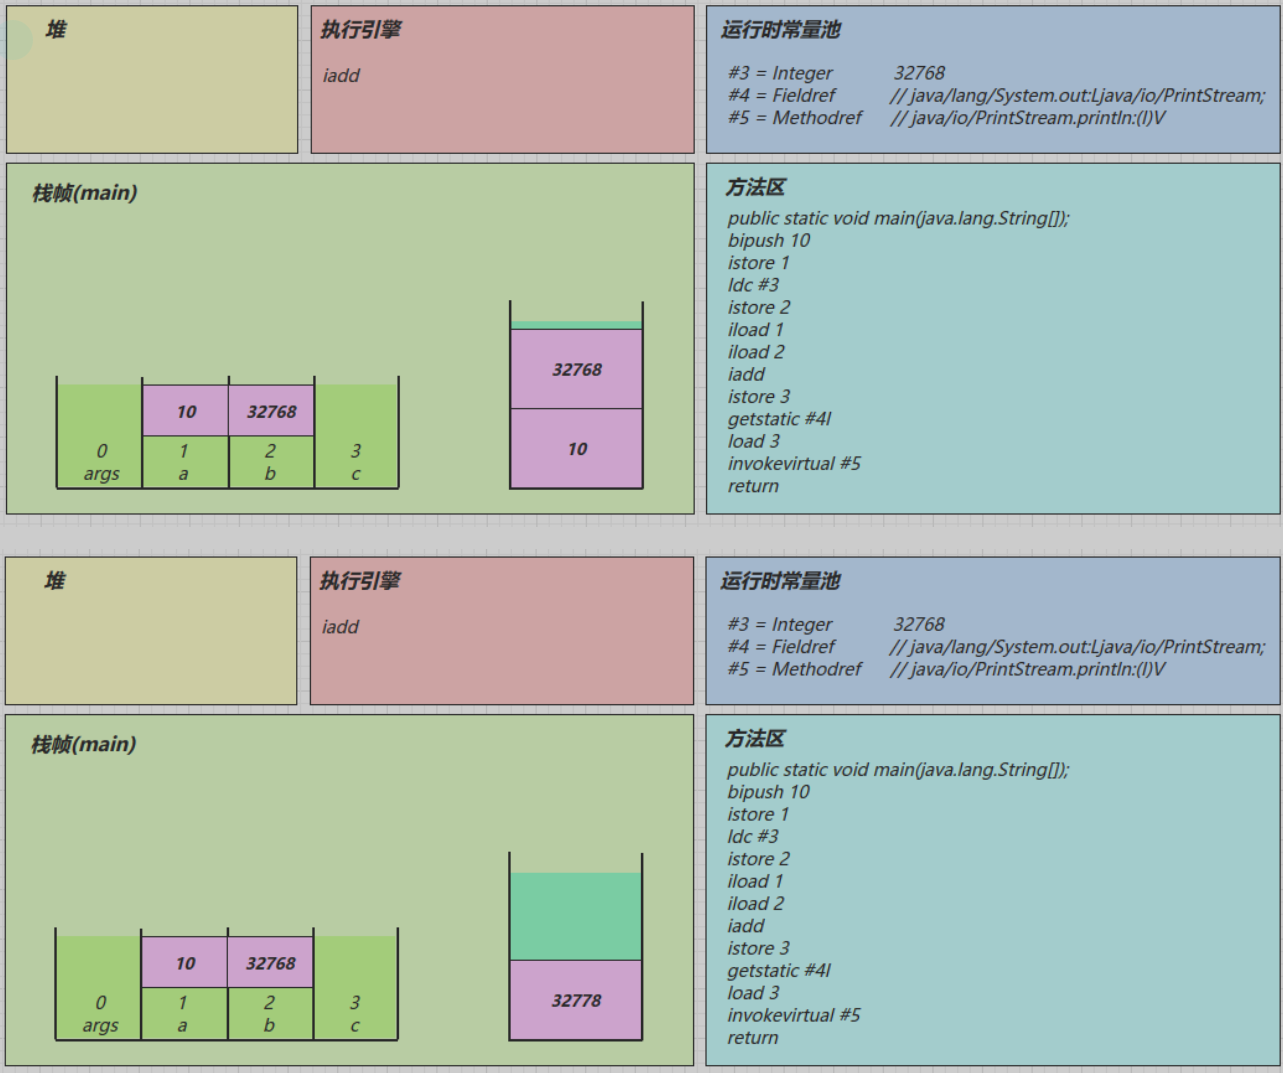 堆
执行引擎
iadd
运行时常量池
#3 = Integer 32768
#4 = Fieldref // java/lang/System.out:Ljava/io/PrintStream;
#5 = Methodref // java/io/PrintStream.println:(I)V
栈帧(main)
32768
10 32768
10
0 1 2 3
args a b c
方法区
public static void main(java.lang.String[]);
bipush 10
istore 1
ldc #3
istore 2
iload 1
iload 2
iadd
istore 3
getstatic #4I
load 3
invokevirtual #5
return
堆
执行引擎
iadd
运行时常量池
#3 = Integer 32768
#4 = Fieldref // java/lang/System.out:Ljava/io/PrintStream;
#5 = Methodref // java/io/PrintStream.println:(I)V
栈帧(main)
10 32768
32778
0 1 2 3
args a b c
方法区
public static void main(java.lang.String[]);
bipush 10
istore 1
ldc #3
istore 2
iload 1
iload 2
iadd
istore 3
getstatic #4I
load 3
invokevirtual #5
return